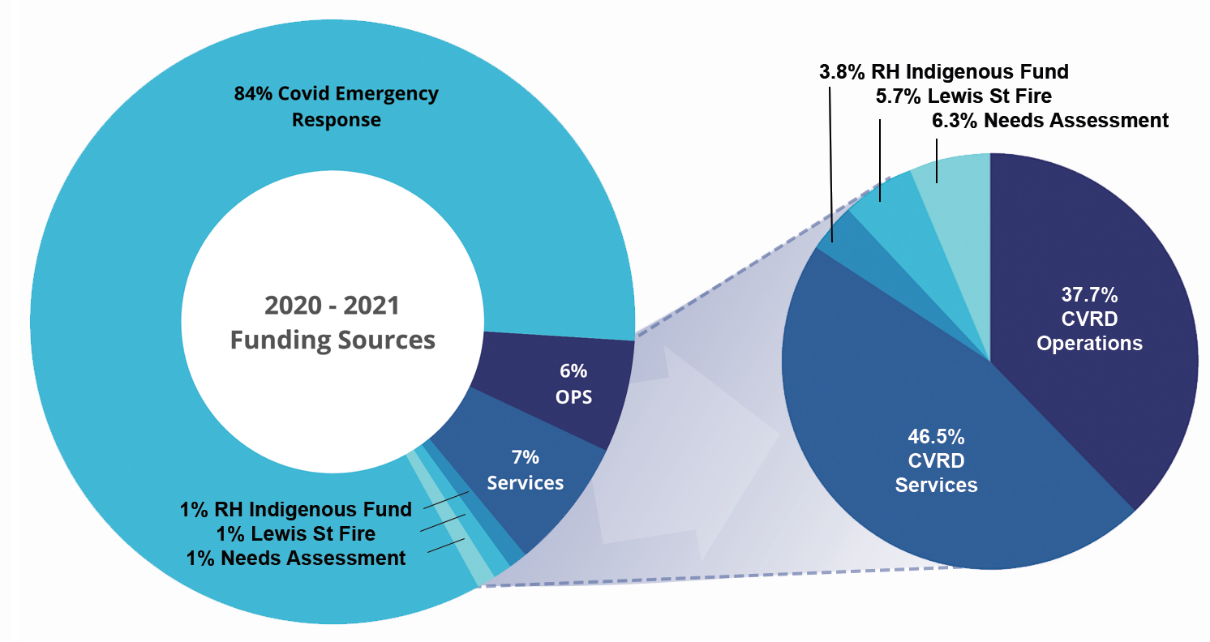 84% Covid Emergency
Response
2020 - 2021
Funding Sources
6%
OPS
7%
Services
1% RH Indigenous Fund
1% Lewis St Fire
1% Needs Assessment
3.8% RH Indigenous Fund
5.7% Lewis St Fire
6.3% Needs Assessment
37.7%
CVRD
Operations
46.5%
CVRD
Services